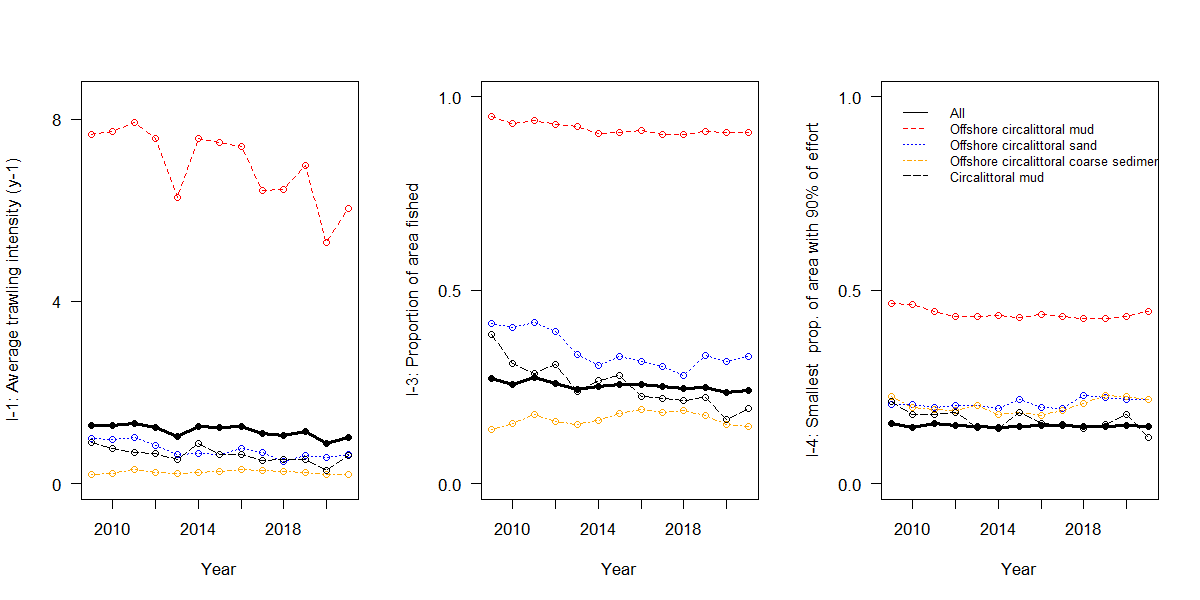 I-1: Average trawling intensity (y-1)
8
4
0
2010 2014 2018
Year
I-3: Proportion of area fished
1.0
0.5
0.0
2010 2014 2018
Year
I-4: Smallest prop. of area with 90% of effort
1.0
0.5
0.0
All
Offshore circalittoral mud
Offshore circalittoral sand
Offshore circalittoral coarse sedimer
Circalittoral mud
2010 2014 2018
Year